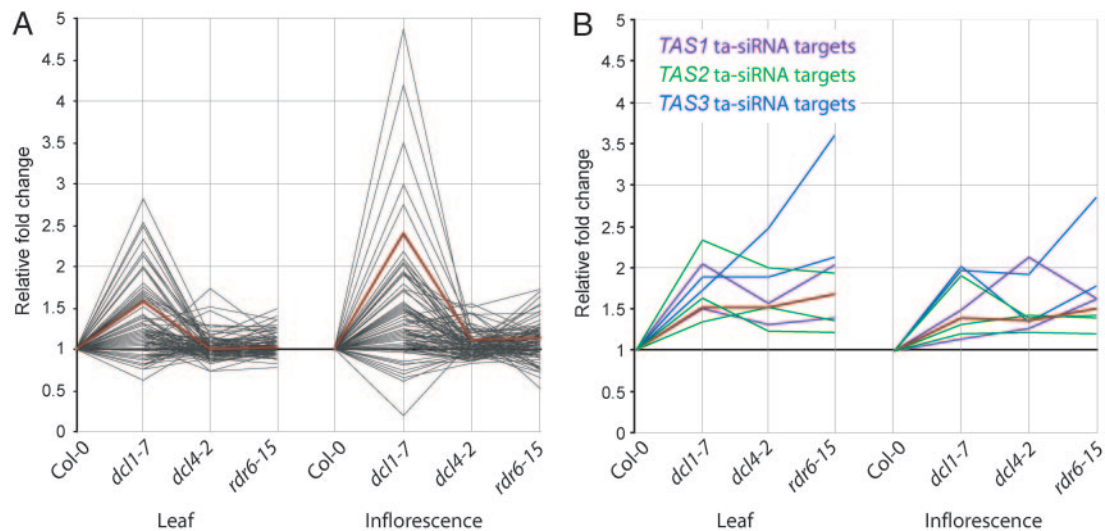 A
B
5
4.5
4
3.5
3
2.5
2
1.5
1
0.5
0
Relative fold change
Col-0
dcl1-7
dcl4-2
rdr6-15
Col-0
dcl1-7
dcl4-2
rdr6-15
Leaf
Inflorescence
5
4.5
4
3.5
3
2.5
2
1.5
1
0.5
0
Relative fold change
TAS1 ta-siRNA targets
TAS2 ta-siRNA targets
TAS3 ta-siRNA targets
Col-0
dcl1-7
dcl4-2
rdr6-15
Col-0
dcl1-7
dcl4-2
rdr6-15
Leaf
Inflorescence